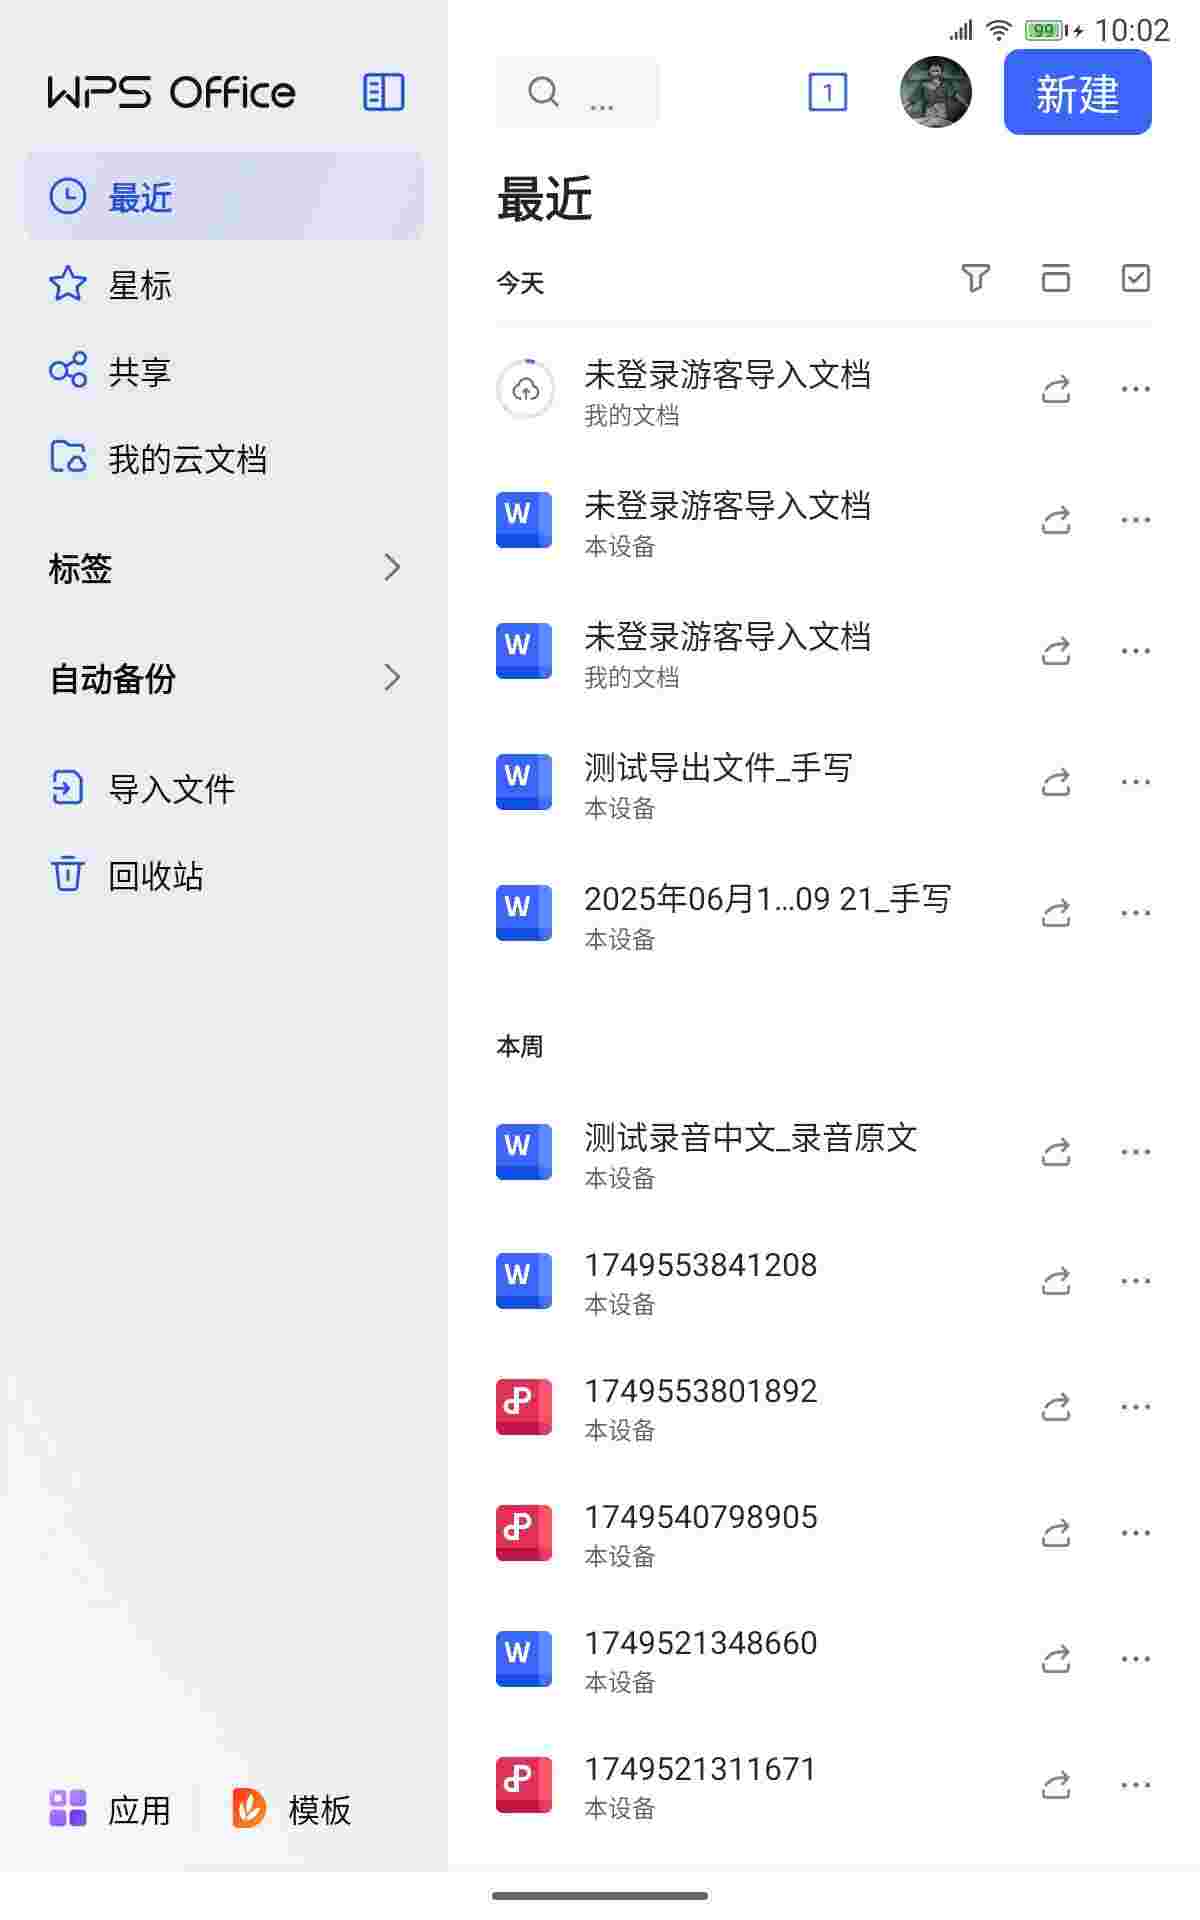 99 10:02
WPS Office
... 1 新建
最近
星标
共享
我的云文档
标签
自动备份
导入文件
回收站
应用 模板
最近
今天
未登录游客导入文档
我的文档
W 未登录游客导入文档
本设备
W 未登录游客导入文档
我的文档
W 测试导出文件_手写
本设备
W 2025年06月1...09 21_手写
本设备
本周
W 测试录音中文_录音原文
本设备
W 1749553841208
本设备
P 1749553801892
本设备
P 1749540798905
本设备
W 1749521348660
本设备
P 1749521311671
本设备